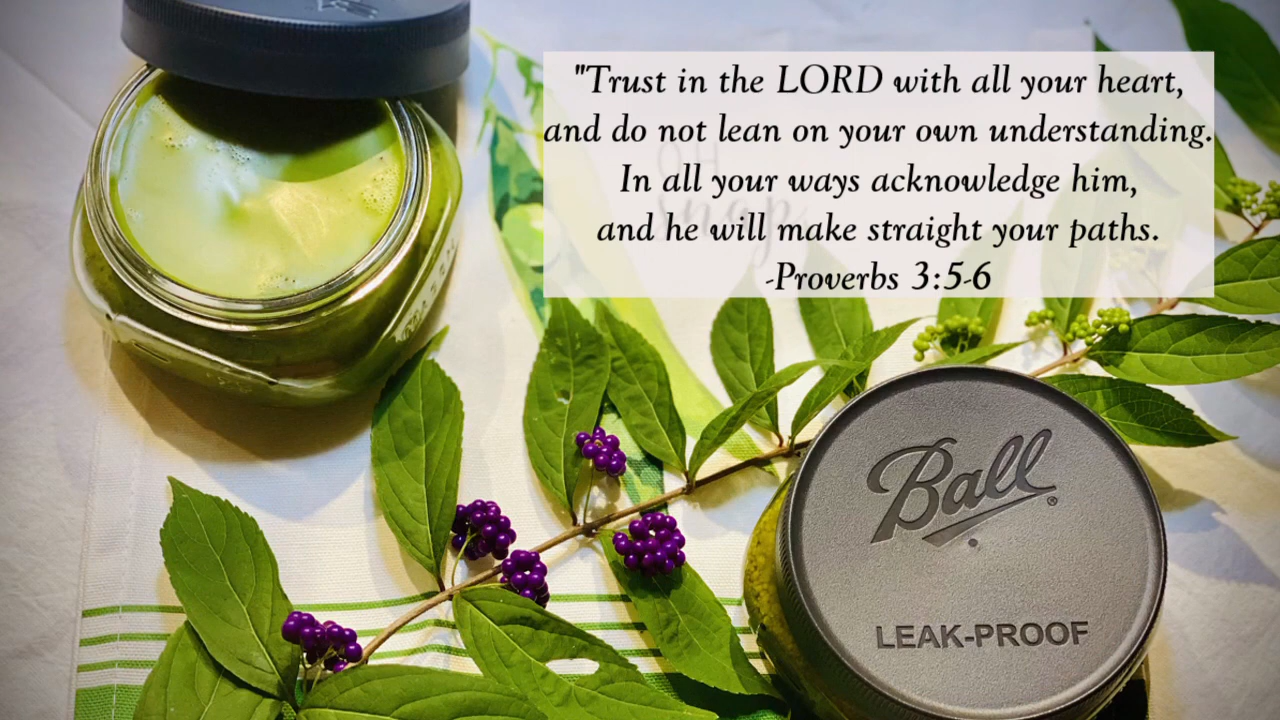 "Trust in the LORD with all your heart,
and do not lean on your own understanding.
In all your ways acknowledge him,
and he will make straight your paths.
-Proverbs 3:5-6
Ball®
LEAK-PROOF